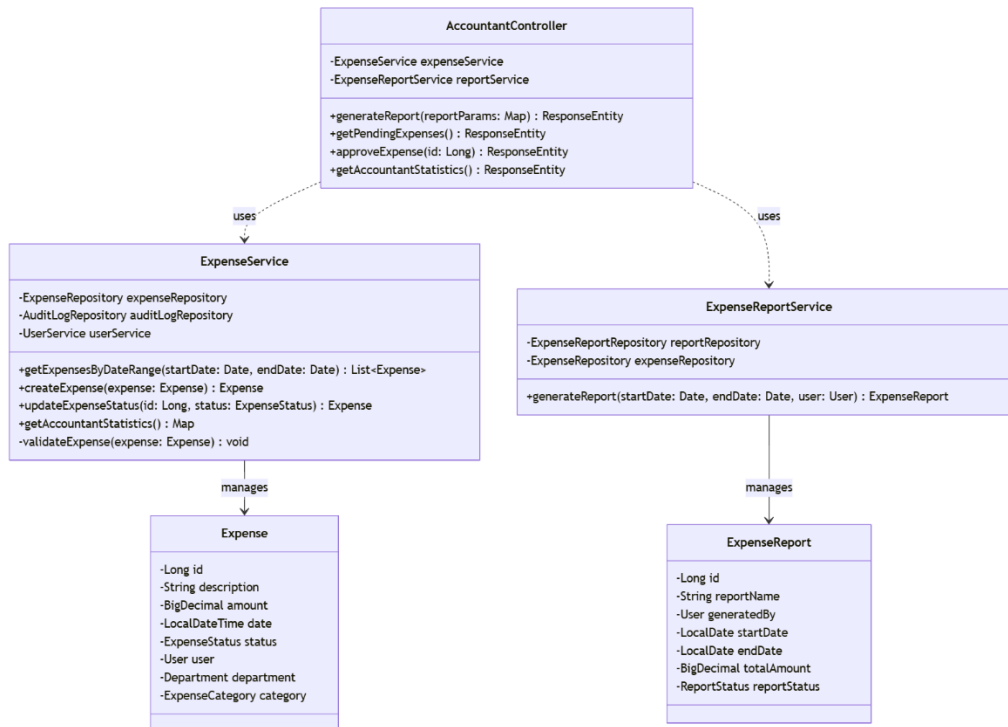 AccountantController
-ExpenseService expenseService
-ExpenseReportService reportService
+generateReport(reportParams: Map) : ResponseEntity
+getPendingExpenses() : ResponseEntity
+approveExpense(id: Long) : ResponseEntity
+getAccountantStatistics() : ResponseEntity
uses
uses
ExpenseService
-ExpenseRepository expenseRepository
-AuditLogRepository auditLogRepository
-UserService userService
+getExpensesByDateRange(startDate: Date, endDate: Date) : List<Expense>
+createExpense(expense: Expense) : Expense
+updateExpenseStatus(id: Long, status: ExpenseStatus) : Expense
+getAccountantStatistics() : Map
-validateExpense(expense: Expense) : void
ExpenseReportService
-ExpenseReportRepository reportRepository
-ExpenseRepository expenseRepository
+generateReport(startDate: Date, endDate: Date, user: User) : ExpenseReport
manages
manages
Expense
-Long id
-String description
-BigDecimal amount
-LocalDateTime date
-ExpenseStatus status
-User user
-Department department
-ExpenseCategory category
ExpenseReport
-Long id
-String reportName
-User generatedBy
-LocalDate startDate
-LocalDate endDate
-BigDecimal totalAmount
-ReportStatus reportStatus